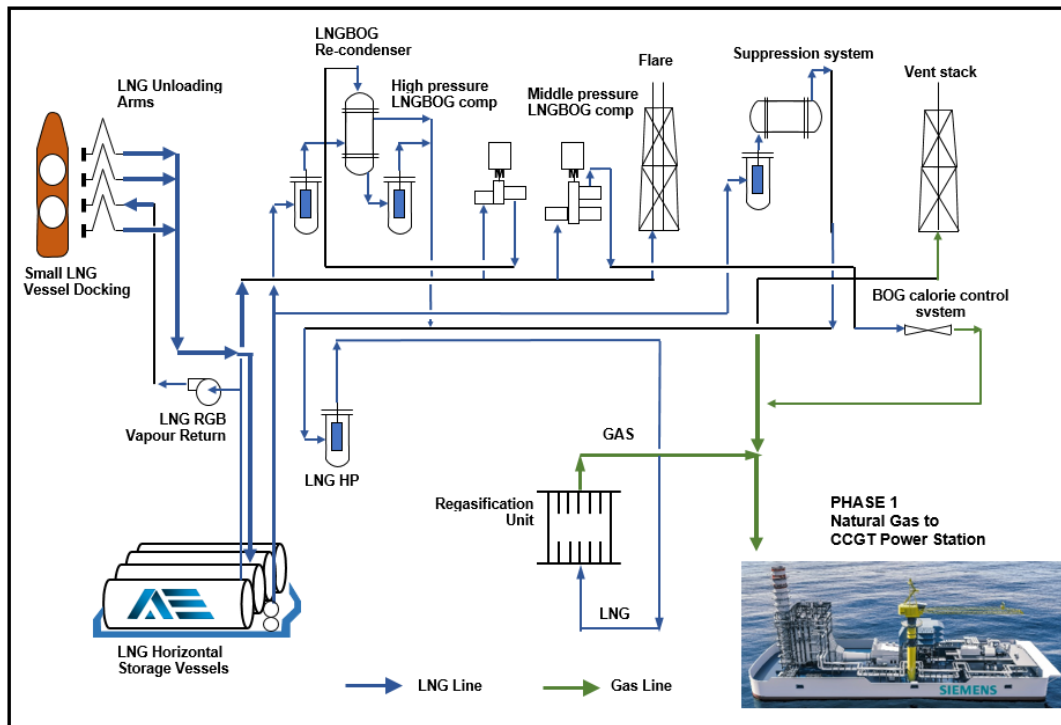 LNGBOG
Re-condenser
LNG Unloading
Arms
High pressure
LNGBOG comp
Middle pressure
LNGBOG comp
Flare
Suppression system
Vent stack
M
M
Small LNG
Vessel Docking
BOG calorie control
system
LNG RGB
Vapour Return
LNG HP
GAS
Regasification
Unit
PHASE 1
Natural Gas to
CCGT Power Station
AE
LNG
LNG Horizontal
Storage Vessels
LNG Line
Gas Line
SIEMENS